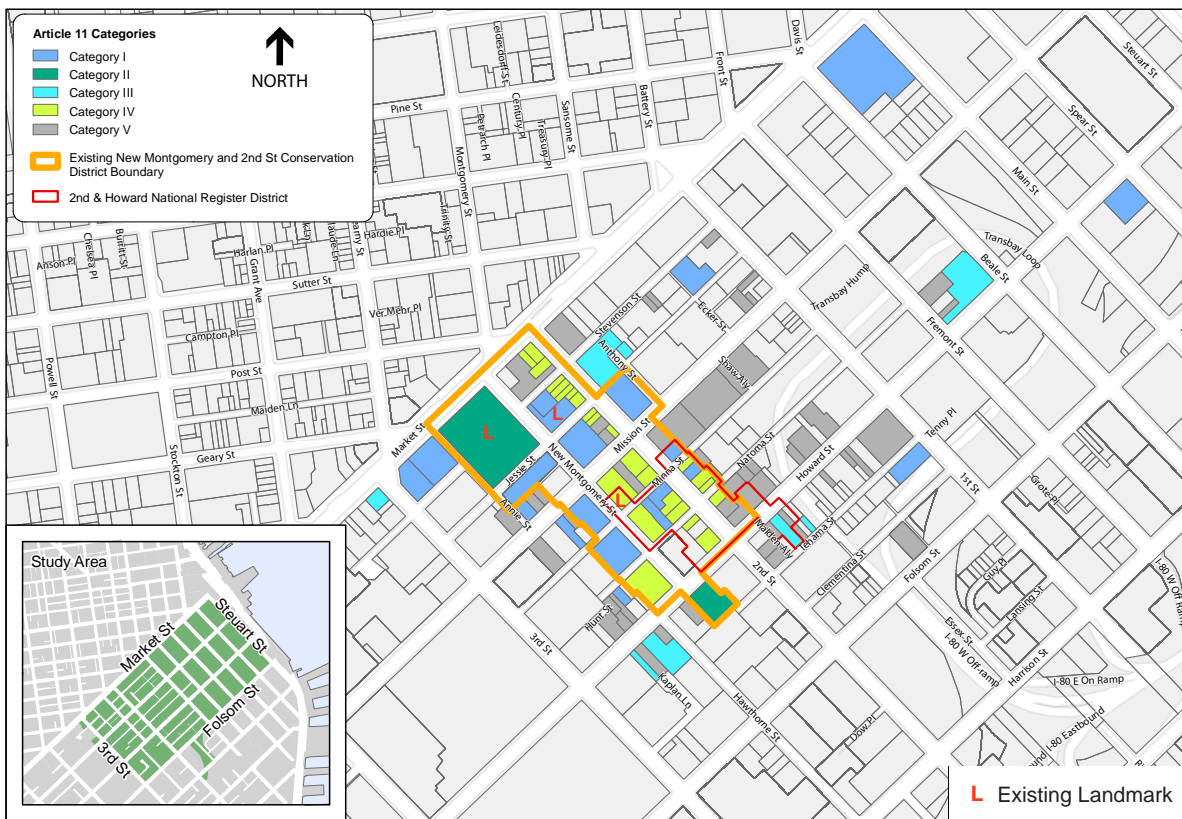 Article 11 Categories
Category I
Category II
Category III
Category IV
Category V
Existing New Montgomery and 2nd St Conservation
District Boundary
2nd & Howard National Register District
NORTH
Leidesdorff St
Davis St
Front St
Steuart St
Pine St
Petrarch Pl
Century Pl
Treasury Pl
Sansome St
Battery St
Spear St
Montgomery St
Main St
Trinity St
Hardie Pl
Harlan Pl
Claude Ln
Chelsea Pl
Burritt St
Anson Pl
Grant Ave
Sutter St
Ver Mehr Pl
Campton Pl
Post St
Powell St
Maiden Ln
Geary St
Stockton St
Market St
Transbay Loop
Beale St
Transbay Hump
Fremont St
Stevenson St
Ecker St
Anthony St
Shaw Aly
Mission St
Tenny Pl
L
L
Jessie St
New Montgomery St
Minna St
Natoma St
Howard St
1st St
Grote Pl
Annie St
L
Malden Aly
Tehama St
2nd St
Clementina St
Folsom St
Guy Pl
Lansing St
Essex St
Hunt St
3rd St
I-80 W Off-ramp
Harrison St
I-80 E On Ramp
I-80 W Off Ramp
I-80 Eastbound
Kaplan Ln
Hawthorne St
Dow Pl
Study Area
Market St
Steuart St
Folsom St
3rd St
L Existing Landmark